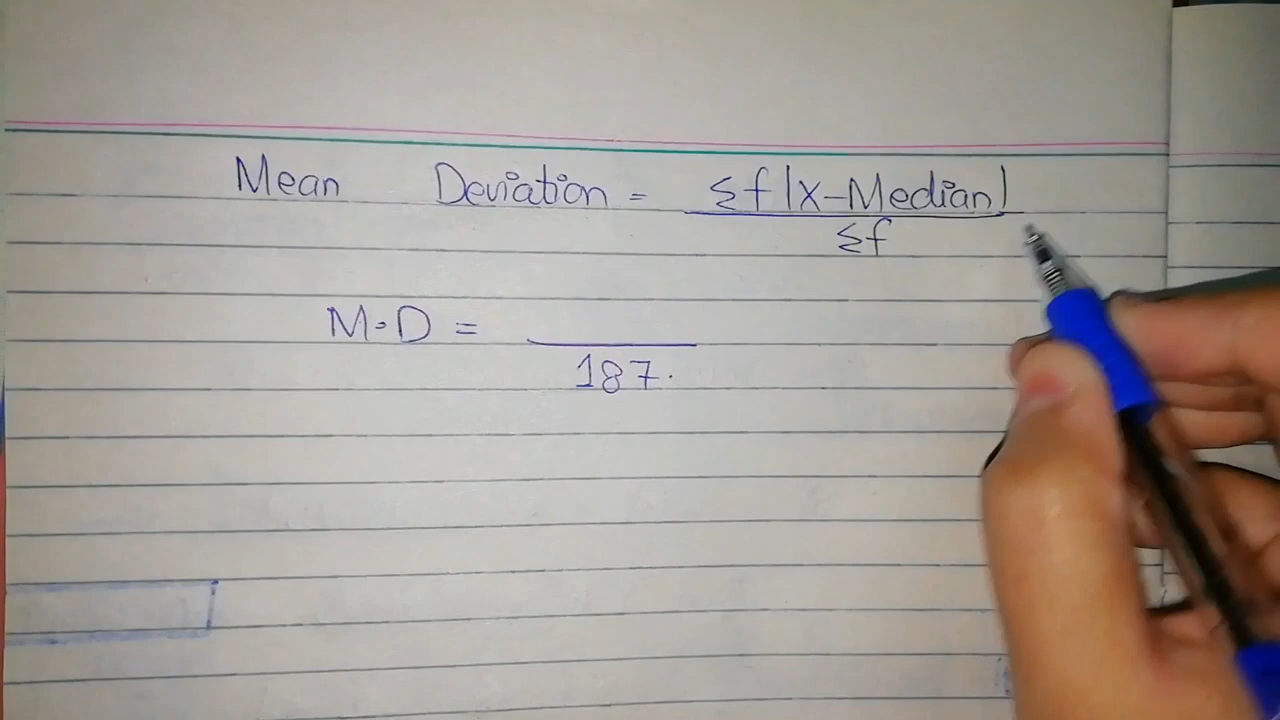 Mean Deviation = Σf|X-Median|
Σf
M.D =
187.